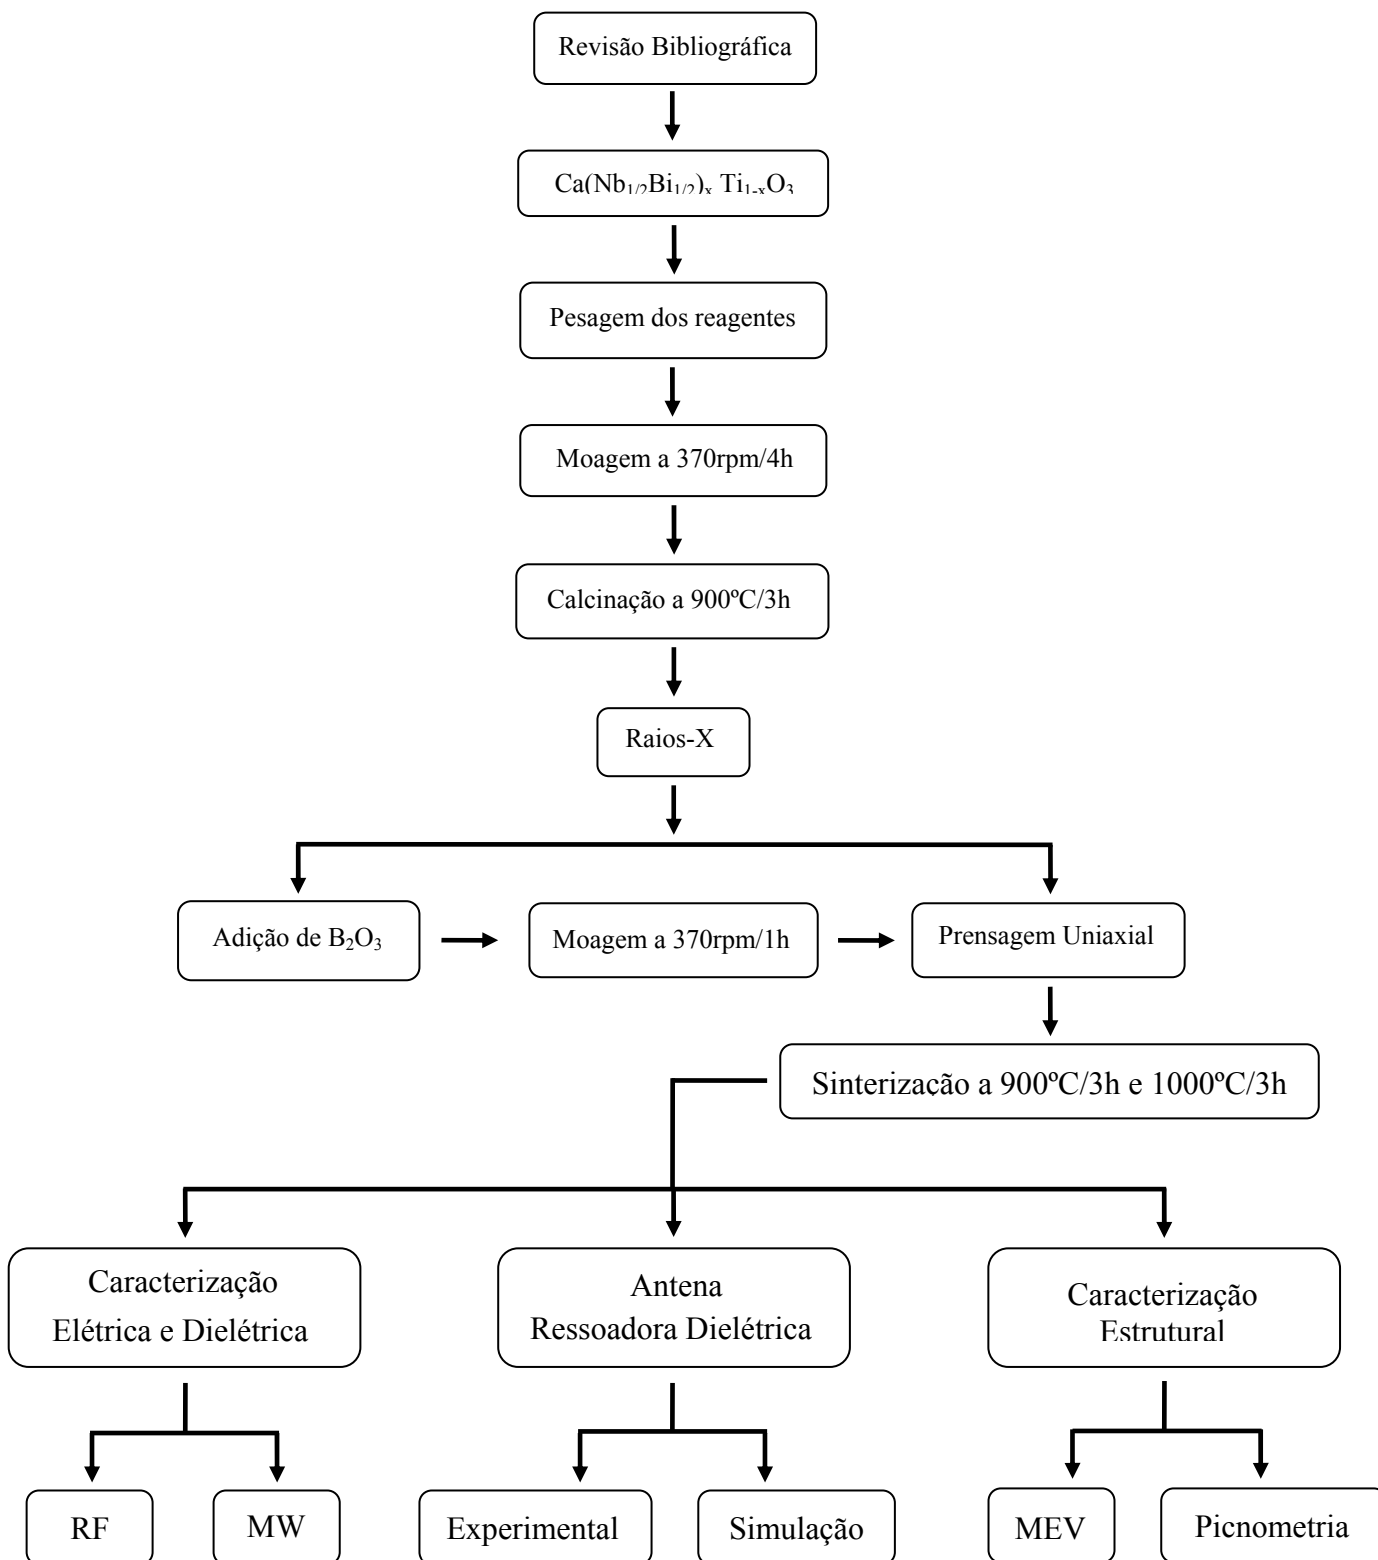 Revisão Bibliográfica
Ca(Nb1/2Bi1/2)x Ti1-xO3
Pesagem dos reagentes
Moagem a 370rpm/4h
Calcinação a 900ºC/3h
Raios-X
Adição de B2O3
Moagem a 370rpm/1h
Prensagem Uniaxial
Sinterização a 900ºC/3h e 1000ºC/3h
Caracterização
Elétrica e Dielétrica
Antena
Ressoadora Dielétrica
Caracterização
Estrutural
RF
MW
Experimental
Simulação
MEV
Picnometria